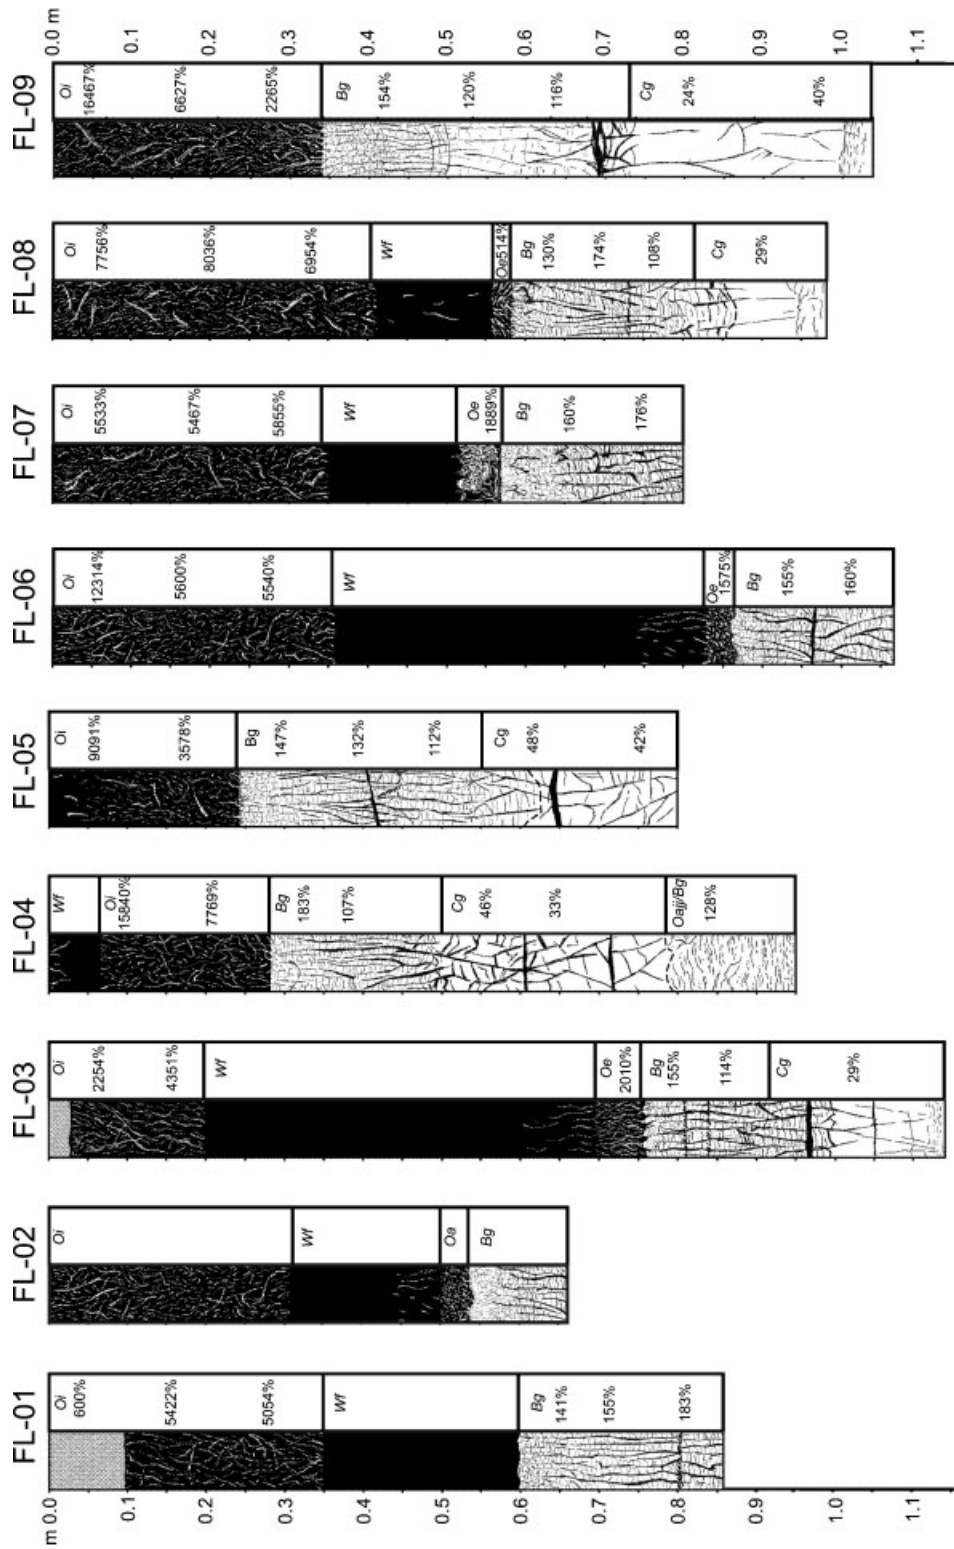 m 0.0
0.1
0.2
0.3
0.4
0.5
0.6
0.7
0.8
0.9
1.0
1.1
FL-01
Oi
600%
5422%
5054%
Wf
Bg
141%
155%
183%
FL-02
Oi
Wf
Oa
Bg
FL-03
Oi
2254%
4351%
Wf
Oe
2010%
Bg
155%
114%
Cg
29%
FL-04
Wf
Oi
15840%
7769%
Bg
183%
107%
Cg
46%
33%
Oajj/Bg
128%
FL-05
Oi
9091%
3578%
Bg
147%
132%
112%
Cg
48%
42%
FL-06
Oi
12314%
5600%
5540%
Wf
Oe
1575%
Bg
155%
160%
FL-07
Oi
5533%
5467%
5855%
Wf
Oe
1889%
Bg
160%
176%
FL-08
Oi
7756%
8036%
6954%
Wf
Oe514%
Bg
130%
174%
108%
Cg
29%
FL-09
Oi
16467%
6627%
2265%
Bg
154%
120%
116%
Cg
24%
40%
0.0 m
0.1
0.2
0.3
0.4
0.5
0.6
0.7
0.8
0.9
1.0
1.1